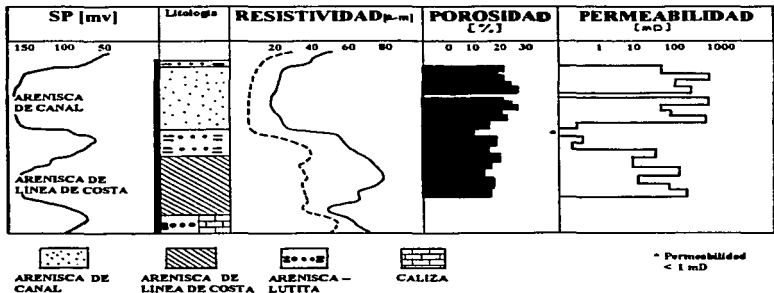 SP [mv]
Litología
RESISTIVIDAD [Ω-m]
POROSIDAD
[%]
PERMEABILIDAD
[mD]
150 100 50
20 40 60 80
0 10 20 30
1 10 100 1000
ARENISCA
DE CANAL
ARENISCA DE
LINEA DE COSTA
ARENISCA DE
CANAL
ARENISCA DE
LINEA DE COSTA
ARENISCA –
LUTITA
CALIZA
* Permeabilidad
< 1 mD